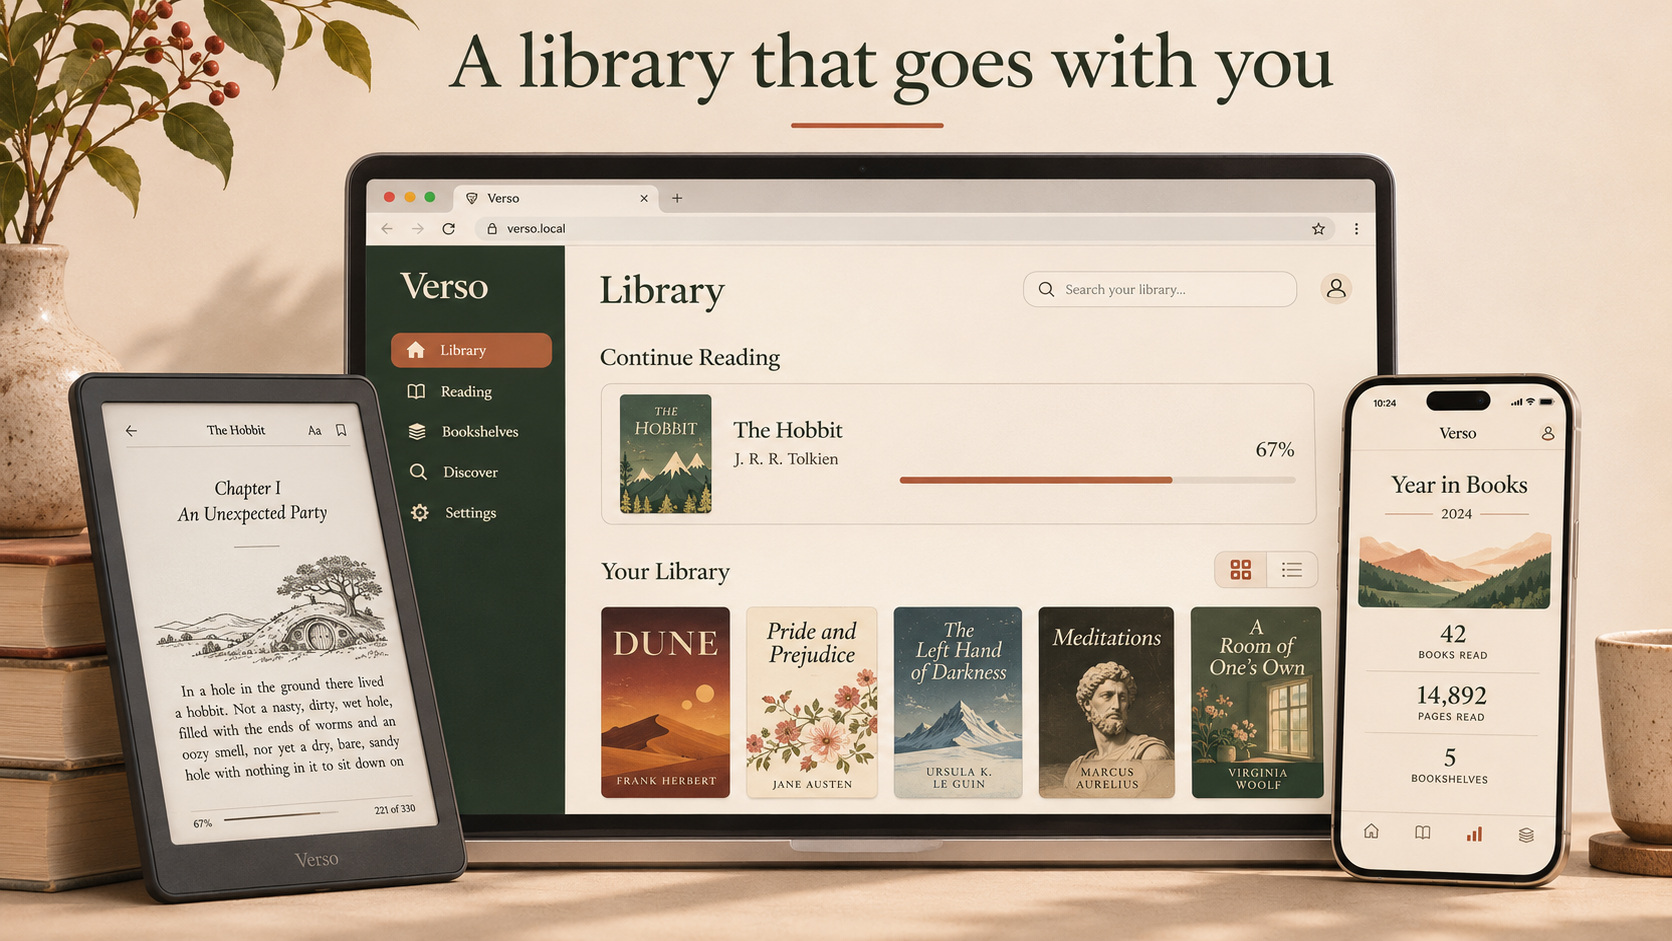 A library that goes with you
Verso
verso.local
Verso
Library
Reading
Bookshelves
Discover
Settings
Library
Search your library...
Continue Reading
THE
HOBBIT
The Hobbit
J. R. R. Tolkien
67%
Your Library
DUNE
FRANK HERBERT
Pride and
Prejudice
JANE AUSTEN
The
Left Hand
of Darkness
URSULA K.
LE GUIN
Meditations
MARCUS
AURELIUS
A
Room of
One's Own
VIRGINIA
WOOLF
The Hobbit
Aa
Chapter I
An Unexpected Party
In a hole in the ground there lived
a hobbit. Not a nasty, dirty, wet hole,
filled with the ends of worms and an
oozy smell, nor yet a dry, bare, sandy
hole with nothing in it to sit down on
67%
221 of 330
Verso
10:24
Verso
Year in Books
2024
42
BOOKS READ
14,892
PAGES READ
5
BOOKSHELVES